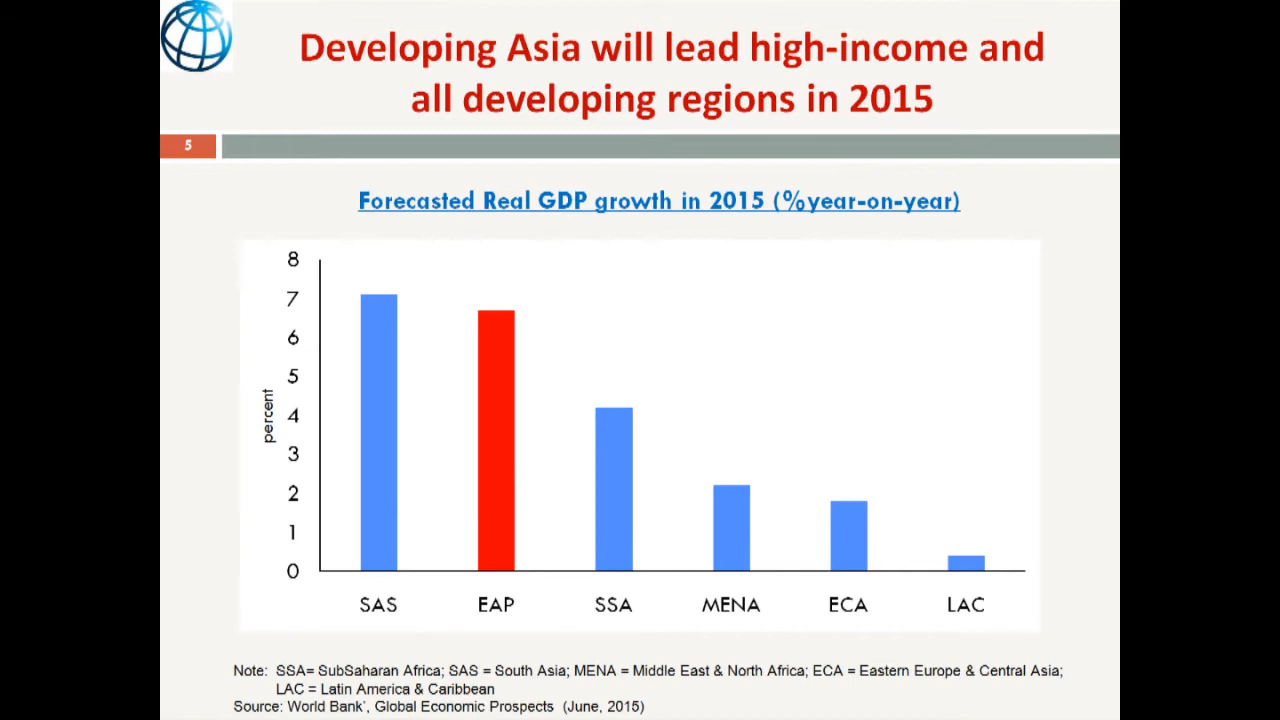 Developing Asia will lead high-income and
all developing regions in 2015
5
Forecasted Real GDP growth in 2015 (%year-on-year)
8
7
6
5
4
3
2
1
0
percent
SAS EAP SSA MENA ECA LAC
Note: SSA= SubSaharan Africa; SAS = South Asia; MENA = Middle East & North Africa; ECA = Eastern Europe & Central Asia;
LAC = Latin America & Caribbean
Source: World Bank', Global Economic Prospects (June, 2015)